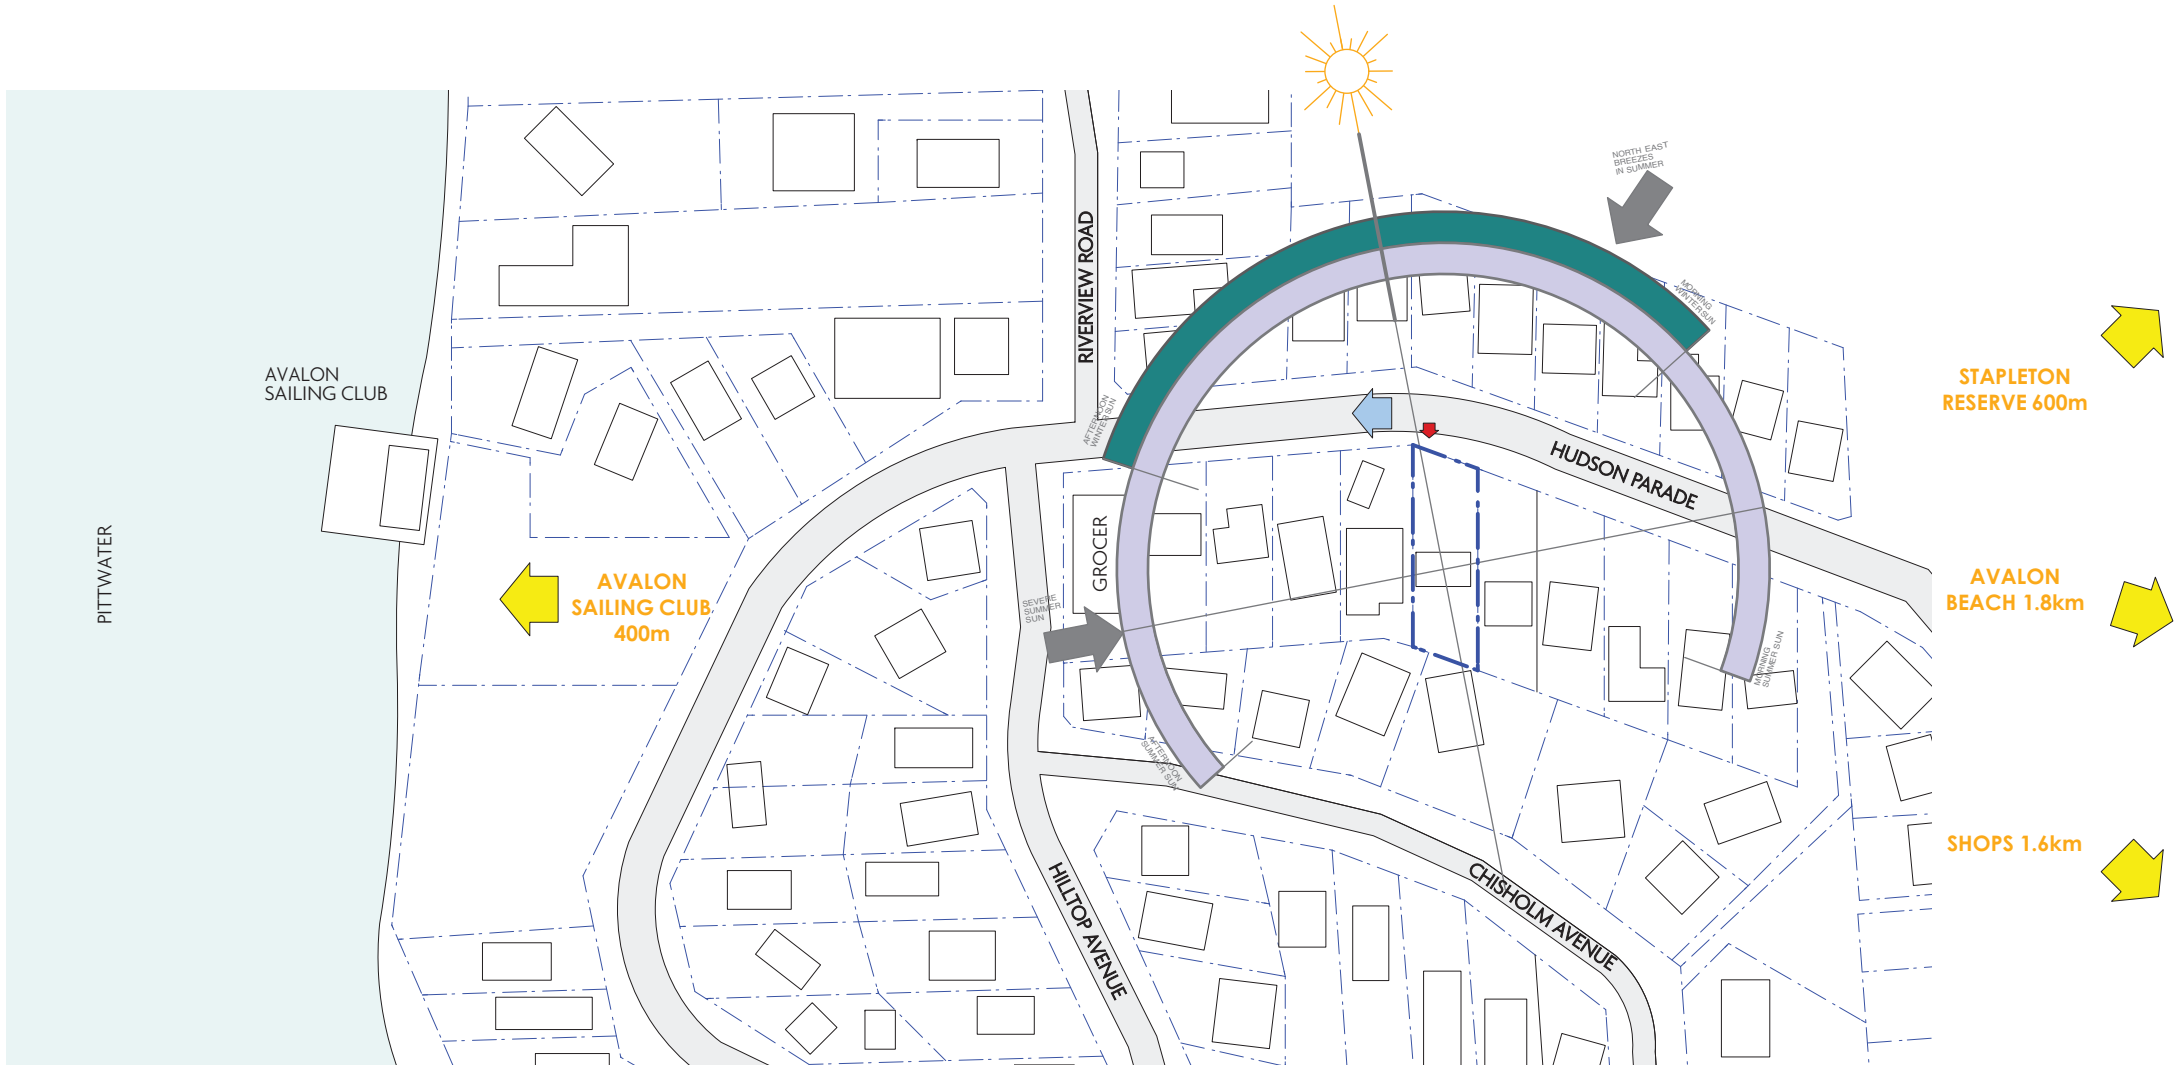 NORTH EAST
BREEZES
IN SUMMER
RIVERVIEW ROAD
MORNING
WINTER SUN
AVALON
SAILING CLUB
STAPLETON
RESERVE 600m
AFTERNOON
WINTER SUN
HUDSON PARADE
PITTWATER
GROCER
AVALON
SAILING CLUB
400m
SEVERE
SUMMER
SUN
AVALON
BEACH 1.8km
MORNING
SUMMER SUN
AFTERNOON
SUMMER SUN
SHOPS 1.6km
HILLTOP AVENUE
CHISHOLM AVENUE